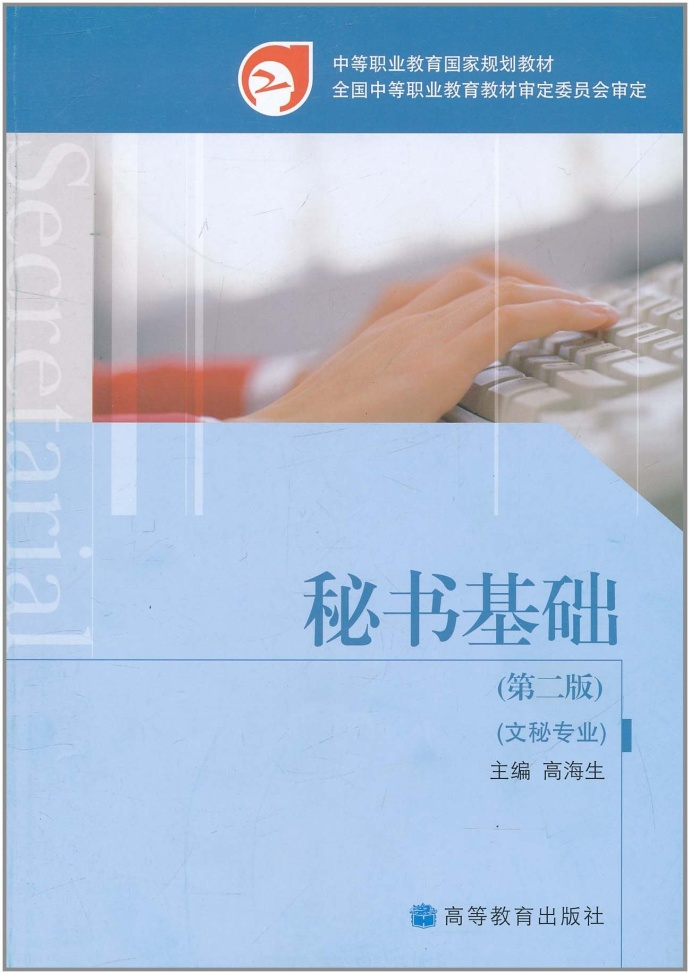 中等职业教育国家规划教材
全国中等职业教育教材审定委员会审定
Secretarial
秘书基础
(第二版)
(文秘专业)
主编 高海生
高等教育出版社